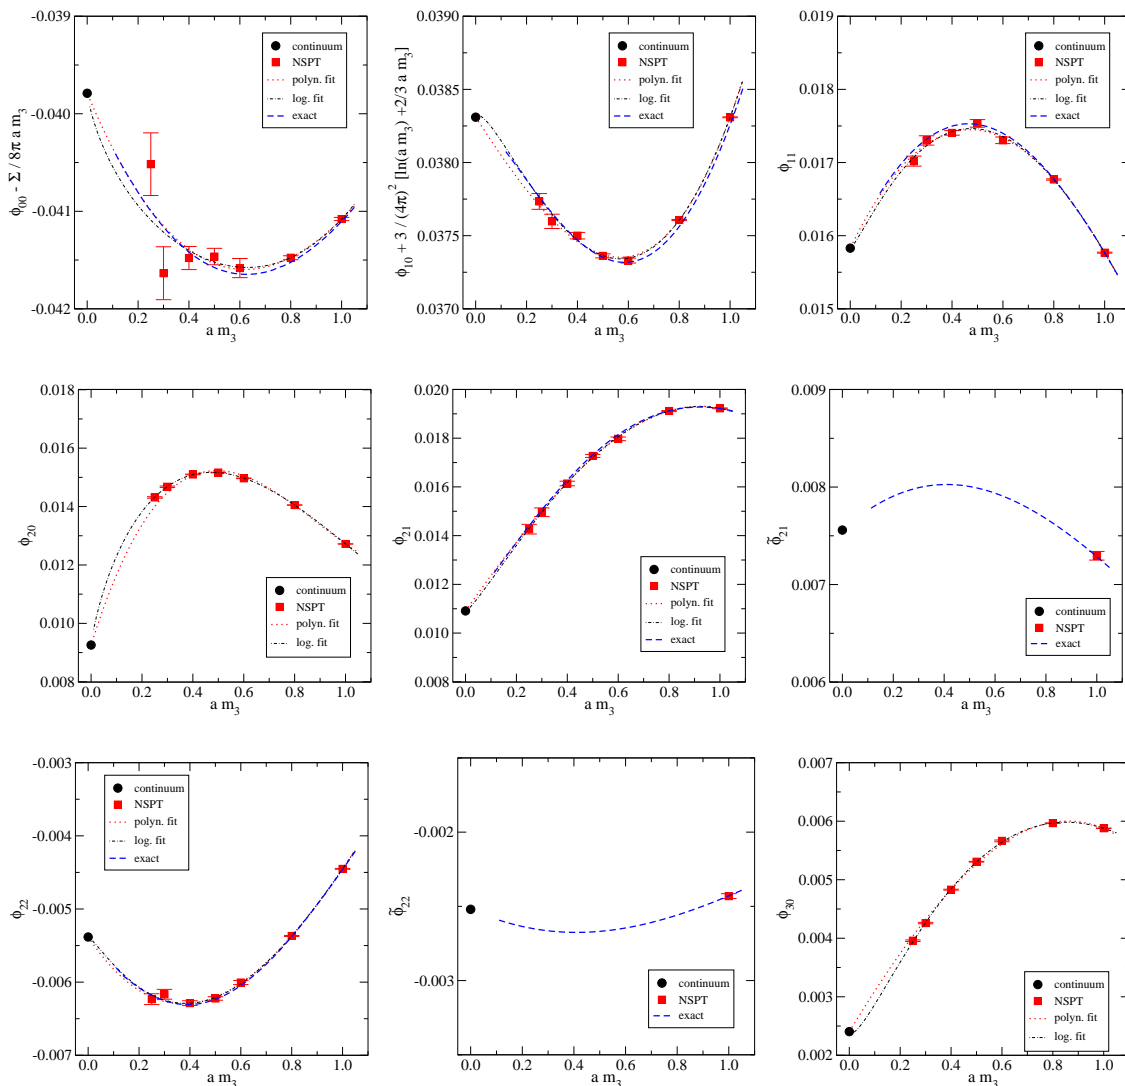 -0.039
-0.040
-0.041
-0.042
ϕ00 - Σ / 8π a m3
continuum
NSPT
polyn. fit
log. fit
exact
0.0 0.2 0.4 0.6 0.8 1.0
a m3
0.0390
0.0385
0.0380
0.0375
0.0370
ϕ10 + 3 / (4π)2 [ln(a m3) +2/3 a m3]
continuum
NSPT
polyn. fit
log. fit
exact
0.0 0.2 0.4 0.6 0.8 1.0
a m3
0.019
0.018
0.017
0.016
0.015
ϕ11
continuum
NSPT
polyn. fit
log. fit
exact
0.0 0.2 0.4 0.6 0.8 1.0
a m3
0.018
0.016
0.014
0.012
0.010
0.008
ϕ20
continuum
NSPT
polyn. fit
log. fit
0.0 0.2 0.4 0.6 0.8 1.0
a m3
0.020
0.018
0.016
0.014
0.012
0.010
0.008
ϕ21
continuum
NSPT
polyn. fit
log. fit
exact
0.0 0.2 0.4 0.6 0.8 1.0
a m3
0.009
0.008
0.007
0.006
ϕ̃21
continuum
NSPT
exact
0.0 0.2 0.4 0.6 0.8 1.0
a m3
-0.003
-0.004
-0.005
-0.006
-0.007
ϕ22
continuum
NSPT
polyn. fit
log. fit
exact
0.0 0.2 0.4 0.6 0.8 1.0
a m3
-0.002
-0.003
ϕ̃22
continuum
NSPT
exact
0.0 0.2 0.4 0.6 0.8 1.0
a m3
0.007
0.006
0.005
0.004
0.003
0.002
ϕ30
continuum
NSPT
polyn. fit
log. fit
0.0 0.2 0.4 0.6 0.8 1.0
a m3